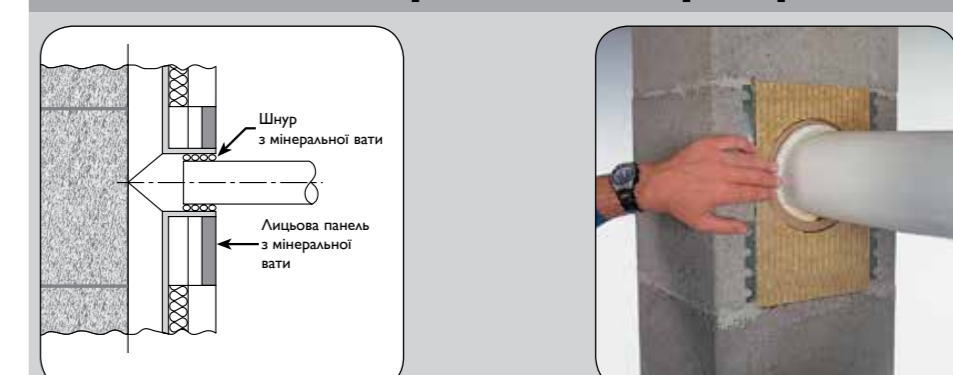 Шнур
з мінеральної вати
Лицьова панель
з мінеральної
вати